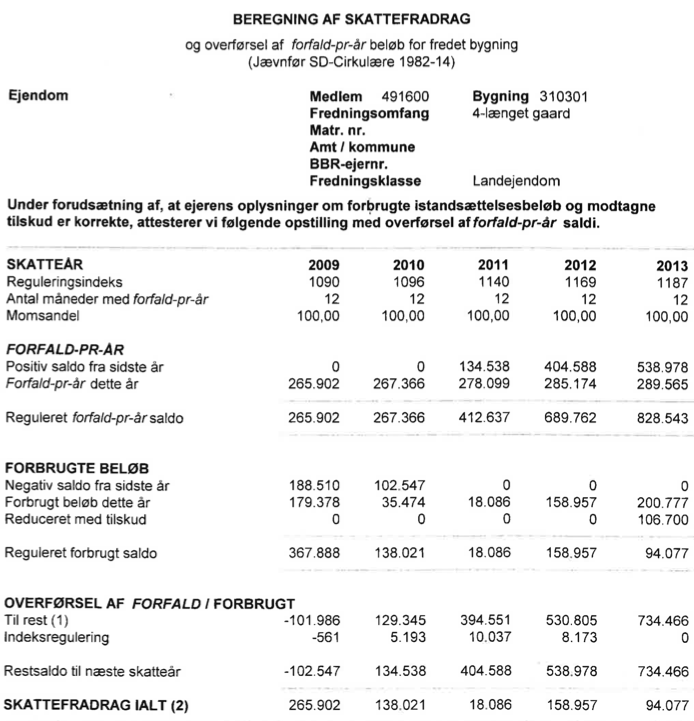 BEREGNING AF SKATTEFRADRAG
og overførsel af forfald-pr-år beløb for fredet bygning
(Jævnfør SD-Cirkulære 1982-14)
Ejendom Medlem 491600 Bygning 310301
Fredningsomfang 4-længet gaard
Matr. nr.
Amt / kommune
BBR-ejernr.
Fredningsklasse Landejendom
Under forudsætning af, at ejerens oplysninger om forbrugte istandsættelsesbeløb og modtagne
tilskud er korrekte, attesterer vi følgende opstilling med overførsel af forfald-pr-år saldi.
SKATTEÅR 2009 2010 2011 2012 2013
Reguleringsindeks 1090 1096 1140 1169 1187
Antal måneder med forfald-pr-år 12 12 12 12 12
Momsandel 100,00 100,00 100,00 100,00 100,00
FORFALD-PR-ÅR
Positiv saldo fra sidste år 0 0 134.538 404.588 538.978
Forfald-pr-år dette år 265.902 267.366 278.099 285.174 289.565
Reguleret forfald-pr-år saldo 265.902 267.366 412.637 689.762 828.543
FORBRUGTE BELØB
Negativ saldo fra sidste år 188.510 102.547 0 0 0
Forbrugt beløb dette år 179.378 35.474 18.086 158.957 200.777
Reduceret med tilskud 0 0 0 0 106.700
Reguleret forbrugt saldo 367.888 138.021 18.086 158.957 94.077
OVERFØRSEL AF FORFALD / FORBRUGT
Til rest (1) -101.986 129.345 394.551 530.805 734.466
Indeksregulering -561 5.193 10.037 8.173 0
Restsaldo til næste skatteår -102.547 134.538 404.588 538.978 734.466
SKATTEFRADRAG IALT (2) 265.902 138.021 18.086 158.957 94.077